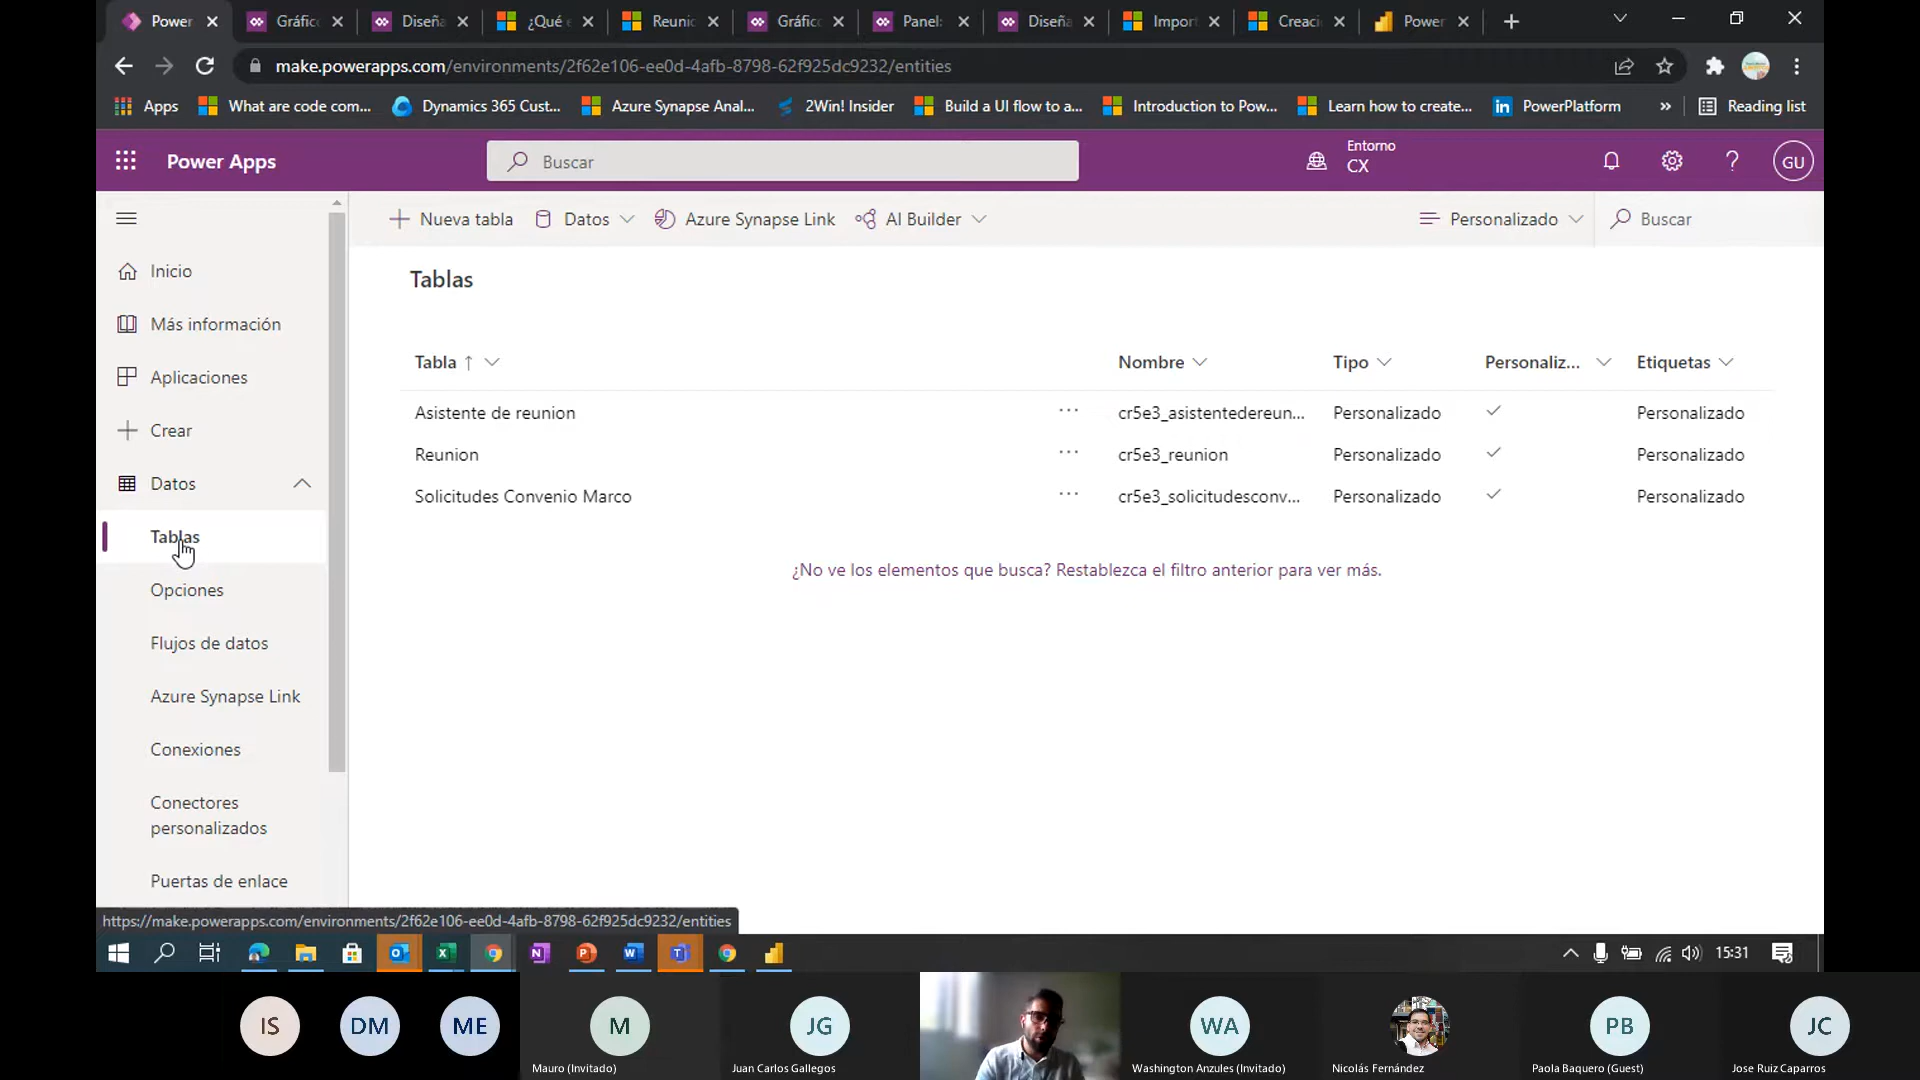 Power
Gráfic
Diseña
¿Qué e
Reunio
Gráfico
Panel:
Diseña
Import
Creaci
Power
make.powerapps.com/environments/2f62e106-ee0d-4afb-8798-62f925dc9232/entities
Apps
What are code com...
Dynamics 365 Cust...
Azure Synapse Anal...
2Win! Insider
Build a UI flow to a...
Introduction to Pow...
Learn how to create...
PowerPlatform
»
Reading list
Power Apps
Buscar
Entorno
CX
GU
Nueva tabla
Datos
Azure Synapse Link
AI Builder
Personalizado
Buscar
Inicio
Más información
Aplicaciones
Crear
Datos
Tablas
Opciones
Flujos de datos
Azure Synapse Link
Conexiones
Conectores
personalizados
Puertas de enlace
Tablas
Tabla ↑ Nombre Tipo Personaliz... Etiquetas
Asistente de reunion ... cr5e3_asistentedereun... Personalizado ✓ Personalizado
Reunion ... cr5e3_reunion Personalizado ✓ Personalizado
Solicitudes Convenio Marco ... cr5e3_solicitudesconv... Personalizado ✓ Personalizado
¿No ve los elementos que busca? Restablezca el filtro anterior para ver más.
https://make.powerapps.com/environments/2f62e106-ee0d-4afb-8798-62f925dc9232/entities
15:31
IS
DM
ME
M
JG
WA
PB
JC
Mauro (Invitado)
Juan Carlos Gallegos
Washington Anzules (Invitado)
Nicolás Fernández
Paola Baquero (Guest)
Jose Ruiz Caparros